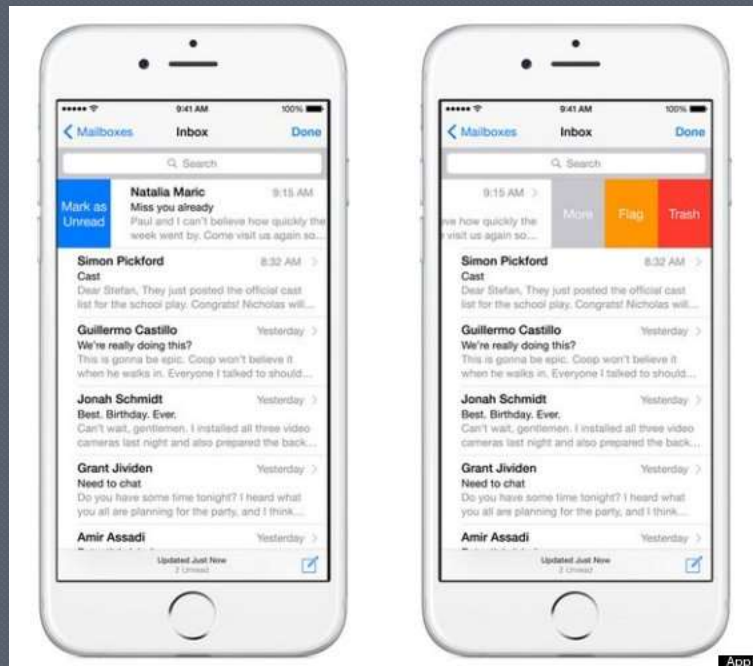 9:41 AM 100%
Mailboxes Inbox Done
Search
Mark as Unread
Natalia Maric 9:15 AM
Miss you already
Paul and I can't believe how quickly the
week went by. Come visit us again so...
Simon Pickford 8:32 AM
Cast
Dear Stefan, They just posted the official cast
list for the school play. Congrats! Nicholas will...
Guillermo Castillo Yesterday
We're really doing this?
This is gonna be epic. Coop won't believe it
when he walks in. Everyone I talked to should...
Jonah Schmidt Yesterday
Best. Birthday. Ever.
Can't wait, gentlemen. I installed all three video
cameras last night and also prepared the back...
Grant Jividen Yesterday
Need to chat
Do you have some time tonight? I heard what
you all are planning for the party, and I think...
Amir Assadi Yesterday
Updated Just Now
2 Unread
9:41 AM 100%
Mailboxes Inbox Done
Search
9:15 AM
ve how quickly the
visit us again so...
More Flag Trash
Simon Pickford 8:32 AM
Cast
Dear Stefan, They just posted the official cast
list for the school play. Congrats! Nicholas will...
Guillermo Castillo Yesterday
We're really doing this?
This is gonna be epic. Coop won't believe it
when he walks in. Everyone I talked to should...
Jonah Schmidt Yesterday
Best. Birthday. Ever.
Can't wait, gentlemen. I installed all three video
cameras last night and also prepared the back...
Grant Jividen Yesterday
Need to chat
Do you have some time tonight? I heard what
you all are planning for the party, and I think...
Amir Assadi Yesterday
Updated Just Now
2 Unread
App